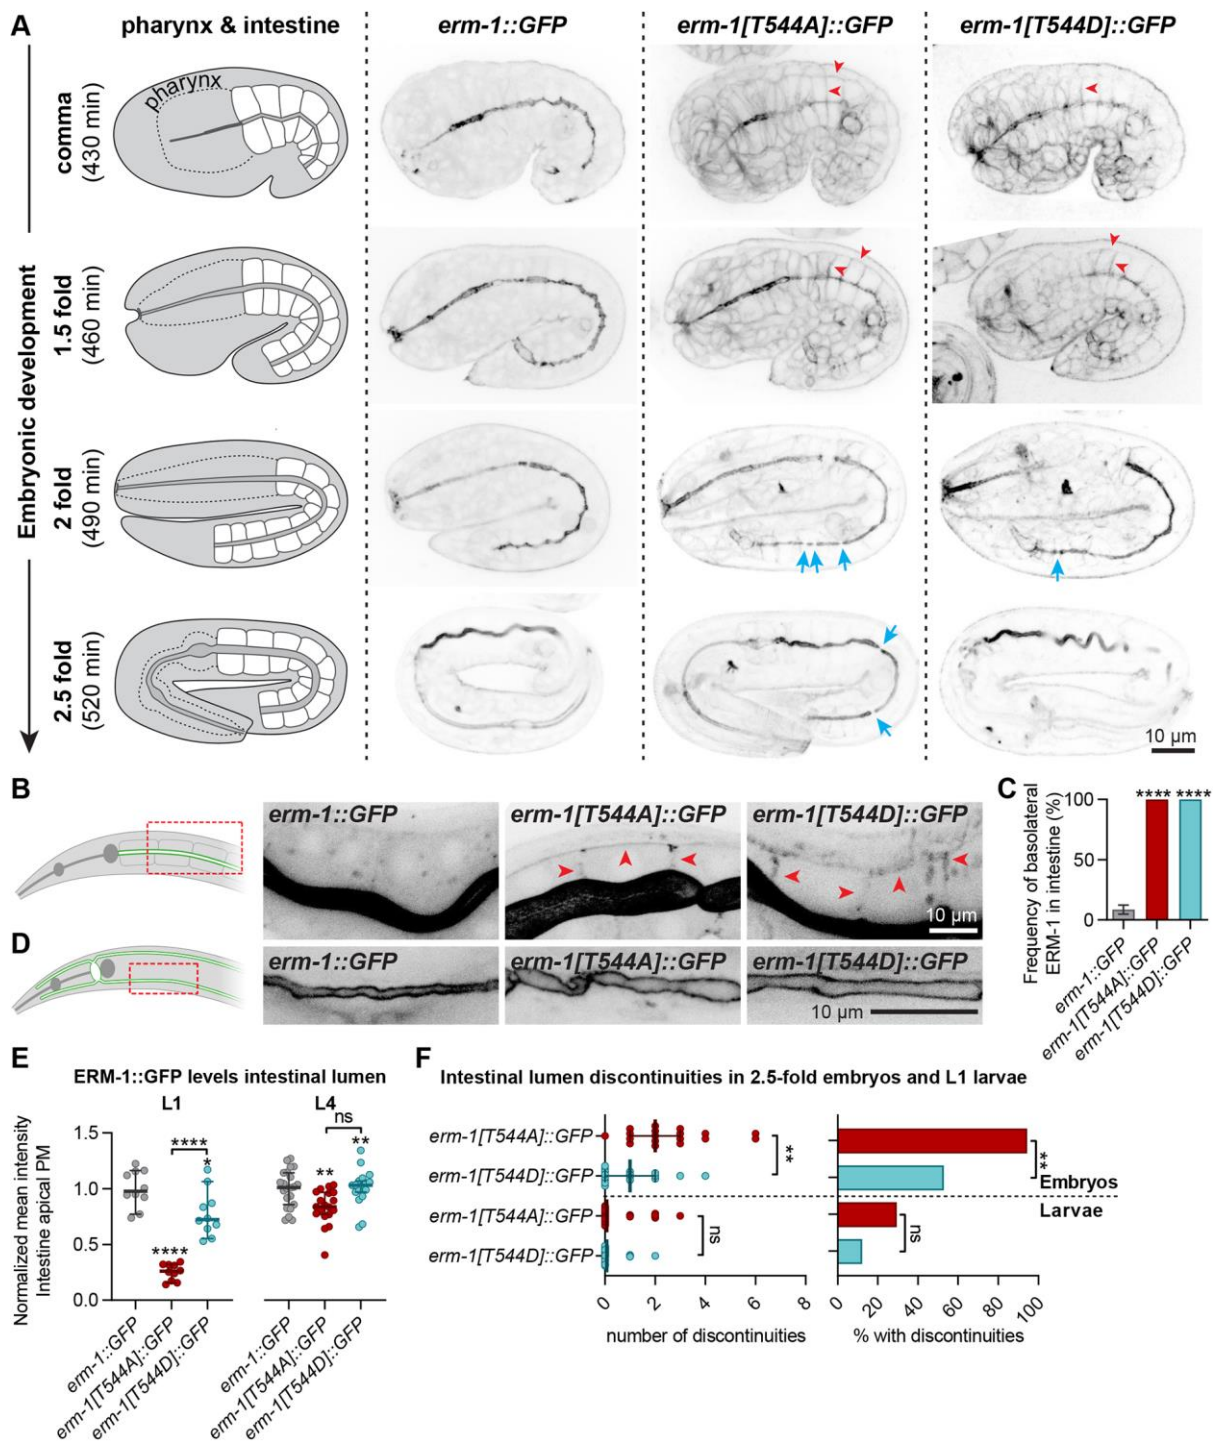 A
pharynx & intestine
erm-1::GFP
erm-1[T544A]::GFP
erm-1[T544D]::GFP
Embryonic development
comma
(430 min)
pharynx
1.5 fold
(460 min)
2 fold
(490 min)
2.5 fold
(520 min)
10 µm
B
erm-1::GFP
erm-1[T544A]::GFP
erm-1[T544D]::GFP
10 µm
C
Frequency of basolateral
ERM-1 in intestine (%)
100
50
0
**** ****
erm-1::GFP
erm-1[T544A]::GFP
erm-1[T544D]::GFP
D
erm-1::GFP
erm-1[T544A]::GFP
erm-1[T544D]::GFP
10 µm
E
ERM-1::GFP levels intestinal lumen
L1
L4
Normalized mean intensity
Intestine apical PM
1.5
1.0
0.5
0.0
****
*
****
ns
**
**
erm-1::GFP
erm-1[T544A]::GFP
erm-1[T544D]::GFP
erm-1::GFP
erm-1[T544A]::GFP
erm-1[T544D]::GFP
F
Intestinal lumen discontinuities in 2.5-fold embryos and L1 larvae
erm-1[T544A]::GFP
erm-1[T544D]::GFP
erm-1[T544A]::GFP
erm-1[T544D]::GFP
**
ns
0 2 4 6 8
number of discontinuities
***
Embryos
Larvae
ns
0 20 40 60 80 100
% with discontinuities